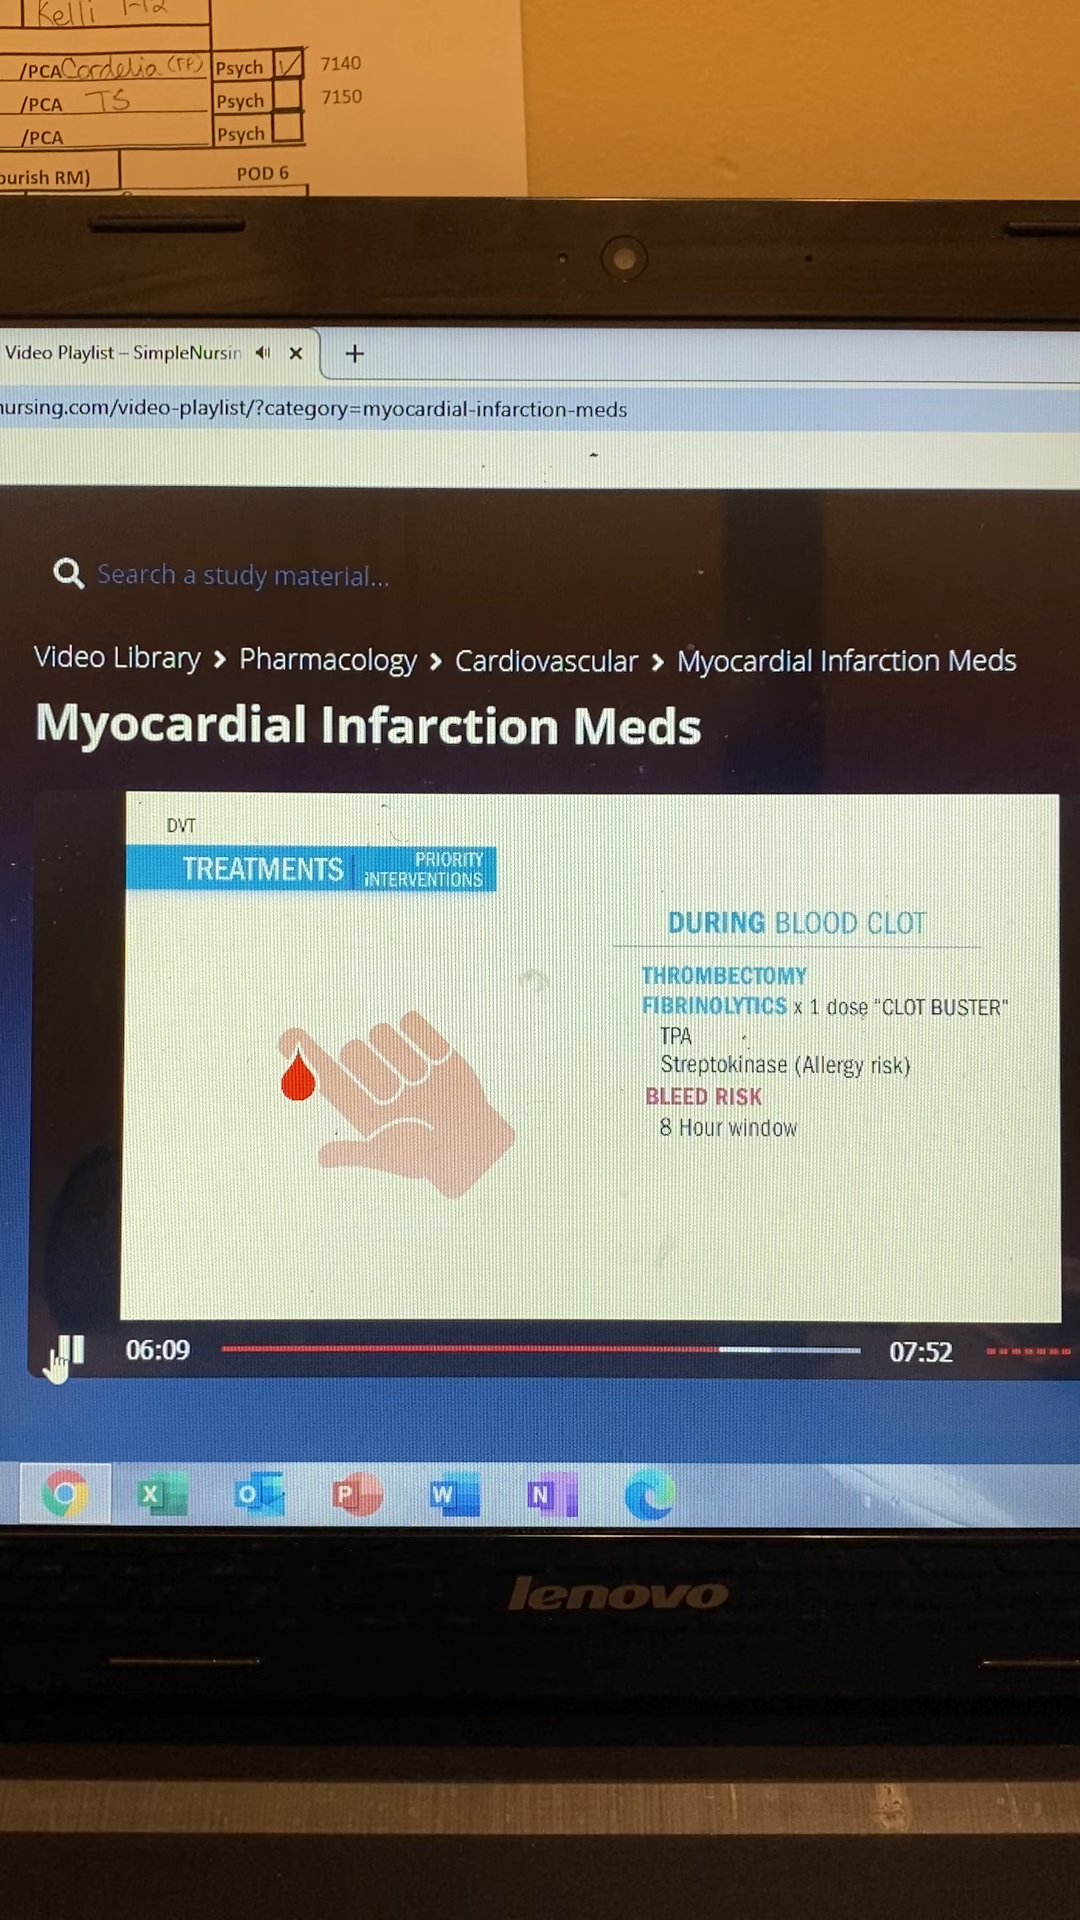 Kelli 1-12
/PCA Cordelia (FF) Psych ✓ 7140
/PCA TS Psych 7150
/PCA Psych
ourish RM) POD 6
Video Playlist – SimpleNursin
nursing.com/video-playlist/?category=myocardial-infarction-meds
Search a study material...
Video Library > Pharmacology > Cardiovascular > Myocardial Infarction Meds
Myocardial Infarction Meds
DVT
TREATMENTS | PRIORITY
INTERVENTIONS
DURING BLOOD CLOT
THROMBECTOMY
FIBRINOLYTICS x 1 dose "CLOT BUSTER"
TPA
Streptokinase (Allergy risk)
BLEED RISK
8 Hour window
06:09 07:52
X O P W N
lenovo